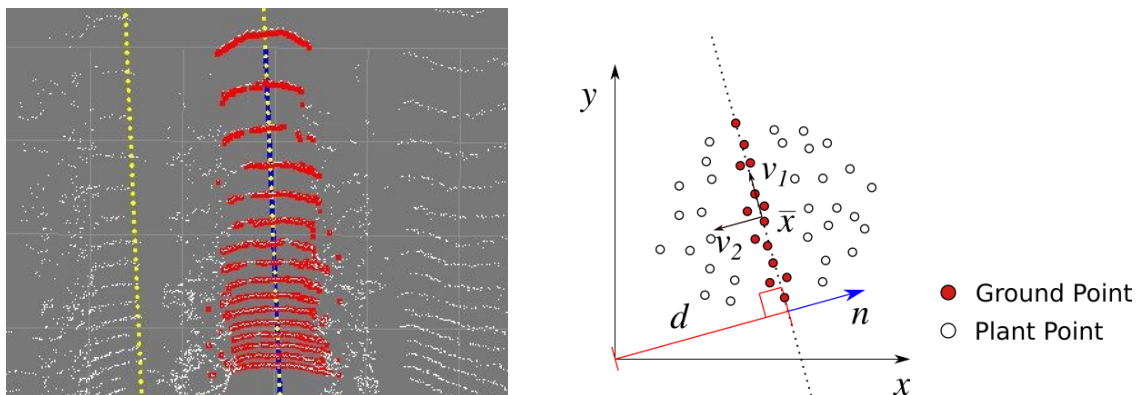 y
v₁
x̄
v₂
d
n
x
Ground Point
Plant Point